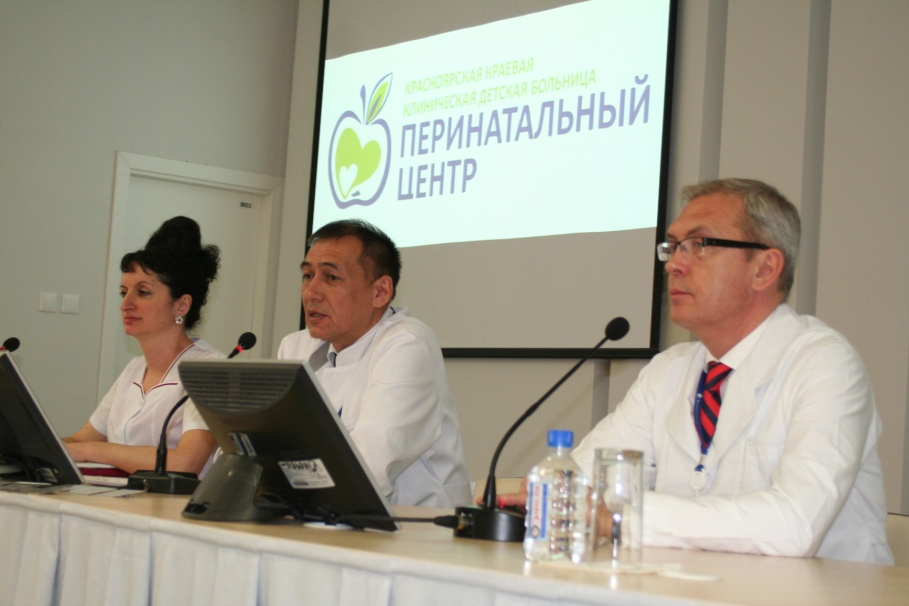 КРАСНОЯРСКАЯ КРАЕВАЯ
КЛИНИЧЕСКАЯ ДЕТСКАЯ БОЛЬНИЦА
ПЕРИНАТАЛЬНЫЙ
ЦЕНТР